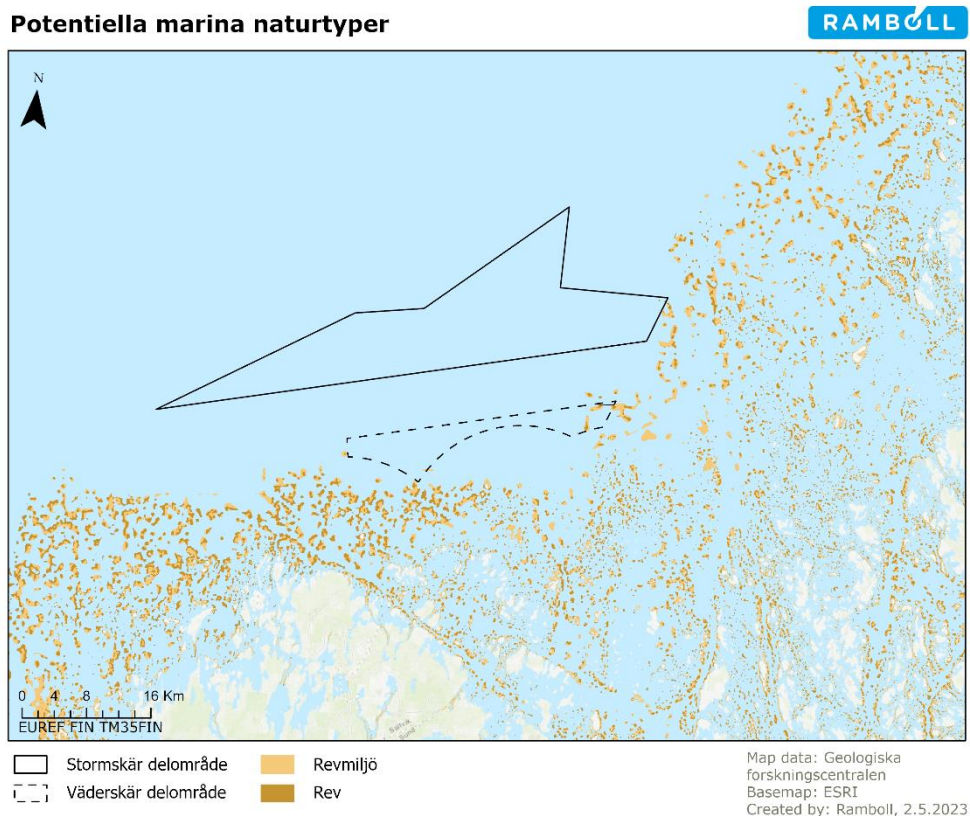 Potentiella marina naturtyper
RAMBOLL
N
0 4 8 16 Km
EUREF FIN TM35FIN
Stormskär delområde
Väderskär delområde
Revmiljö
Rev
Map data: Geologiska
forskningscentralen
Basemap: ESRI
Created by: Ramboll, 2.5.2023